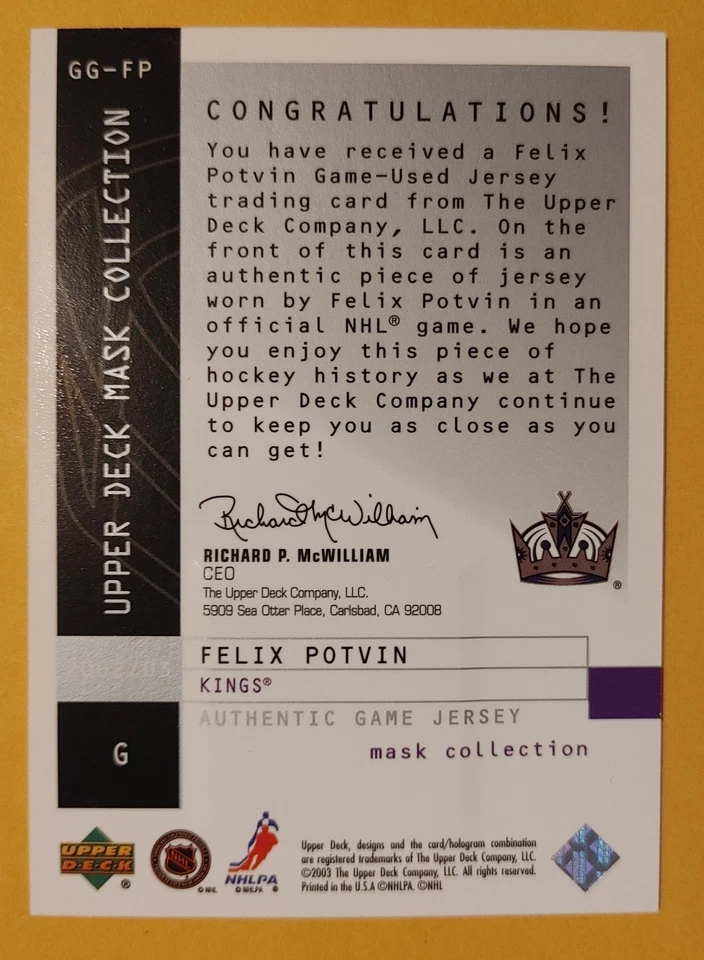 GG-FP
UPPER DECK MASK COLLECTION
CONGRATULATIONS!
You have received a Felix
Potvin Game-Used Jersey
trading card from The Upper
Deck Company, LLC. On the
front of this card is an
authentic piece of jersey
worn by Felix Potvin in an
official NHL® game. We hope
you enjoy this piece of
hockey history as we at The
Upper Deck Company continue
to keep you as close as you
can get!
Richard P McWilliam
RICHARD P. McWILLIAM
CEO
The Upper Deck Company, LLC.
5909 Sea Otter Place, Carlsbad, CA 92008
®
002/03
FELIX POTVIN
KINGS®
AUTHENTIC GAME JERSEY
mask collection
G
UPPER
DECK
®
NHL
© NHL
NHLPA
© NHLPA ®
Upper Deck, designs and the card/hologram combination
are registered trademarks of The Upper Deck Company, LLC.
©2003 The Upper Deck Company, LLC. All rights reserved.
Printed in the U.S.A ©NHLPA. ©NHL